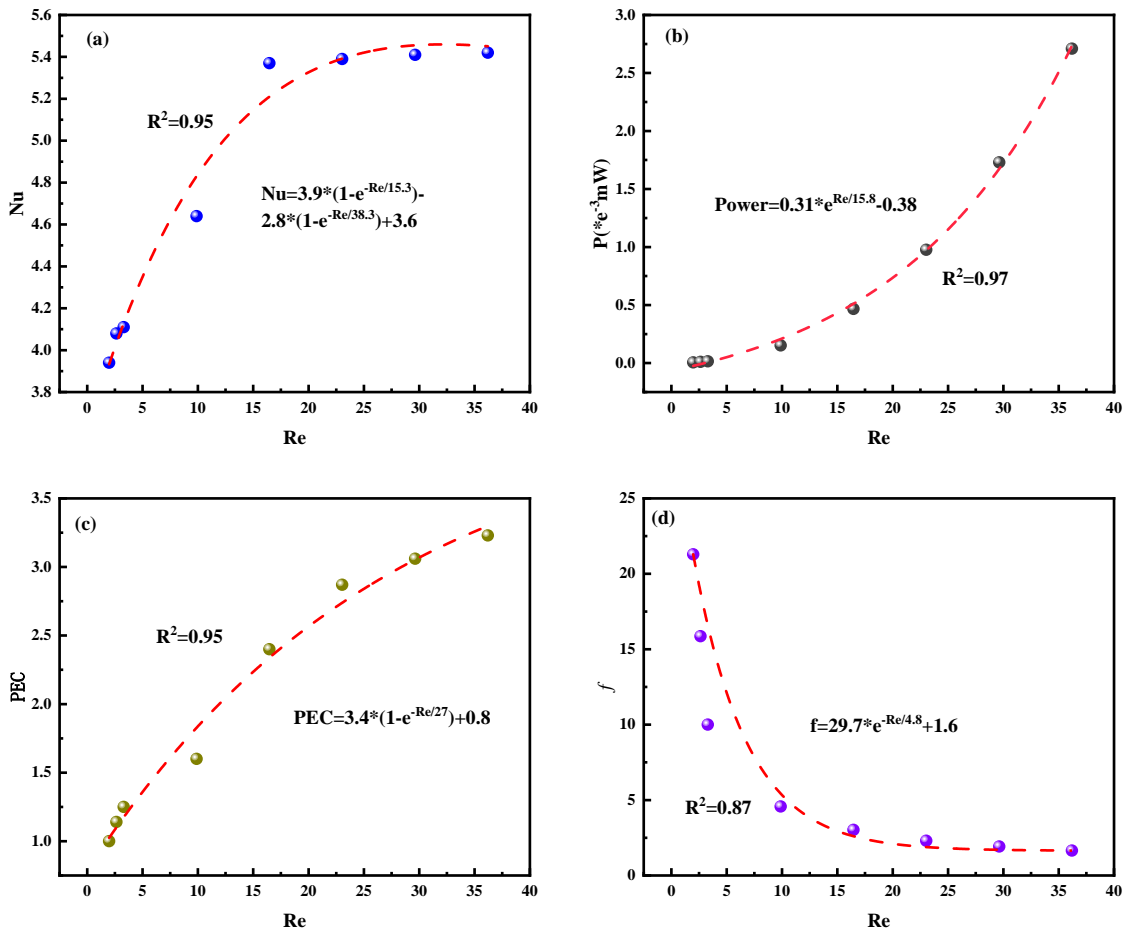 (a)
5.6
5.4
5.2
5.0
4.8
4.6
4.4
4.2
4.0
3.8
Nu
R²=0.95
Nu=3.9*(1-e^-Re/15.3)-
2.8*(1-e^-Re/38.3)+3.6
0 5 10 15 20 25 30 35 40
Re
(b)
3.0
2.5
2.0
1.5
1.0
0.5
0.0
P(*e^-3mW)
Power=0.31*e^Re/15.8-0.38
R²=0.97
0 5 10 15 20 25 30 35 40
Re
(c)
3.5
3.0
2.5
2.0
1.5
1.0
PEC
R²=0.95
PEC=3.4*(1-e^-Re/27)+0.8
0 5 10 15 20 25 30 35 40
Re
(d)
25
20
15
10
5
0
f
f=29.7*e^-Re/4.8+1.6
R²=0.87
0 5 10 15 20 25 30 35 40
Re